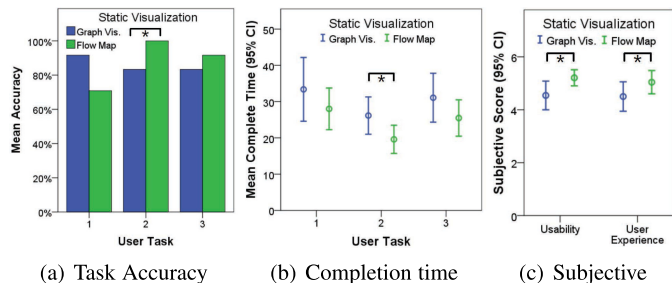 Static Visualization
Graph Vis.
Flow Map
*
Mean Accuracy
100%
80%
60%
40%
20%
0%
1 2 3
User Task
(a) Task Accuracy
Static Visualization
Graph Vis. Flow Map
*
Mean Complete Time (95% CI)
50
40
30
20
10
0
1 2 3
User Task
(b) Completion time
Static Visualization
Graph Vis. Flow Map
* *
Subjective Score (95% CI)
6
4
2
0
Usability User
Experience
(c) Subjective